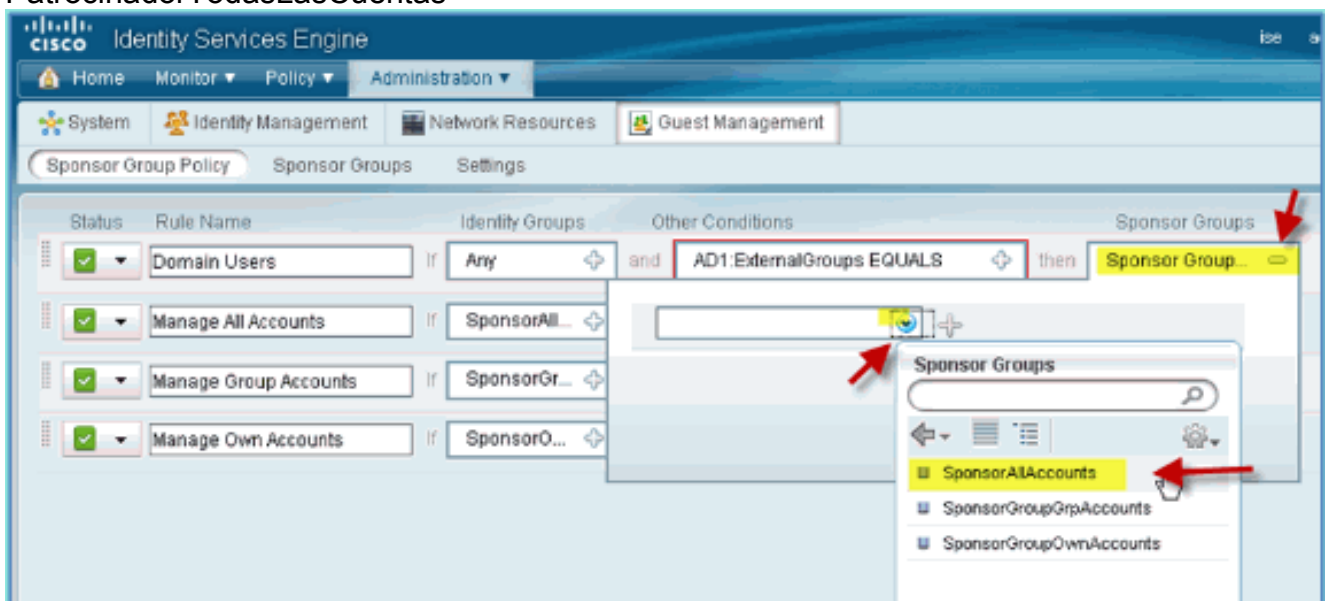 PatrocinadorTodasLasCuentas
CISCO Identity Services Engine ise
Home Monitor Policy Administration
System Identity Management Network Resources Guest Management
Sponsor Group Policy Sponsor Groups Settings
Status Rule Name Identity Groups Other Conditions Sponsor Groups
Domain Users If Any and AD1:ExternalGroups EQUALS then Sponsor Group...
Manage All Accounts If SponsorAll...
Manage Group Accounts If SponsorGr...
Manage Own Accounts If SponsorO...
Sponsor Groups
SponsorAllAccounts
SponsorGroupGrpAccounts
SponsorGroupOwnAccounts